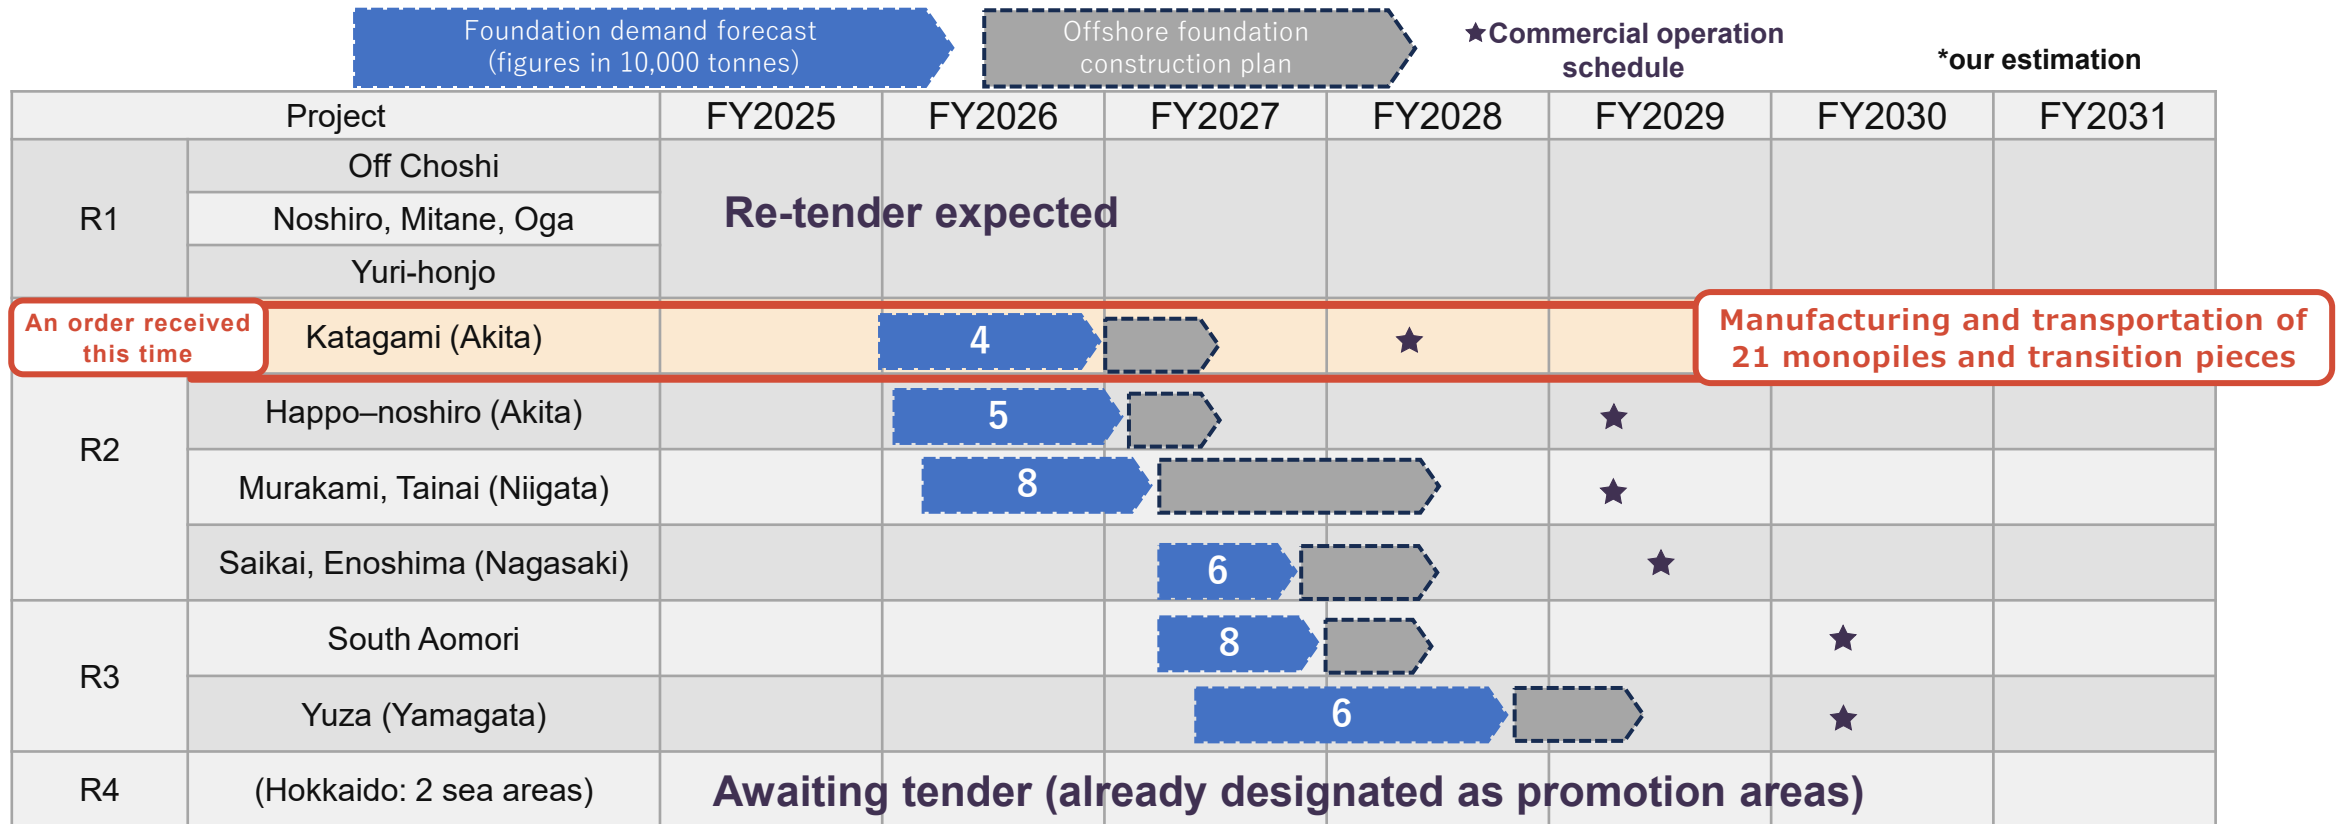 Foundation demand forecast
(figures in 10,000 tonnes)
Offshore foundation
construction plan
★Commercial operation
schedule
*our estimation
Project
FY2025
FY2026
FY2027
FY2028
FY2029
FY2030
FY2031
R1
Off Choshi
Noshiro, Mitane, Oga
Yuri-honjo
Re-tender expected
An order received
this time
Katagami (Akita)
4
★
Manufacturing and transportation of
21 monopiles and transition pieces
R2
Happo–noshiro (Akita)
5
★
Murakami, Tainai (Niigata)
8
★
Saikai, Enoshima (Nagasaki)
6
★
R3
South Aomori
8
★
Yuza (Yamagata)
6
★
R4
(Hokkaido: 2 sea areas)
Awaiting tender (already designated as promotion areas)